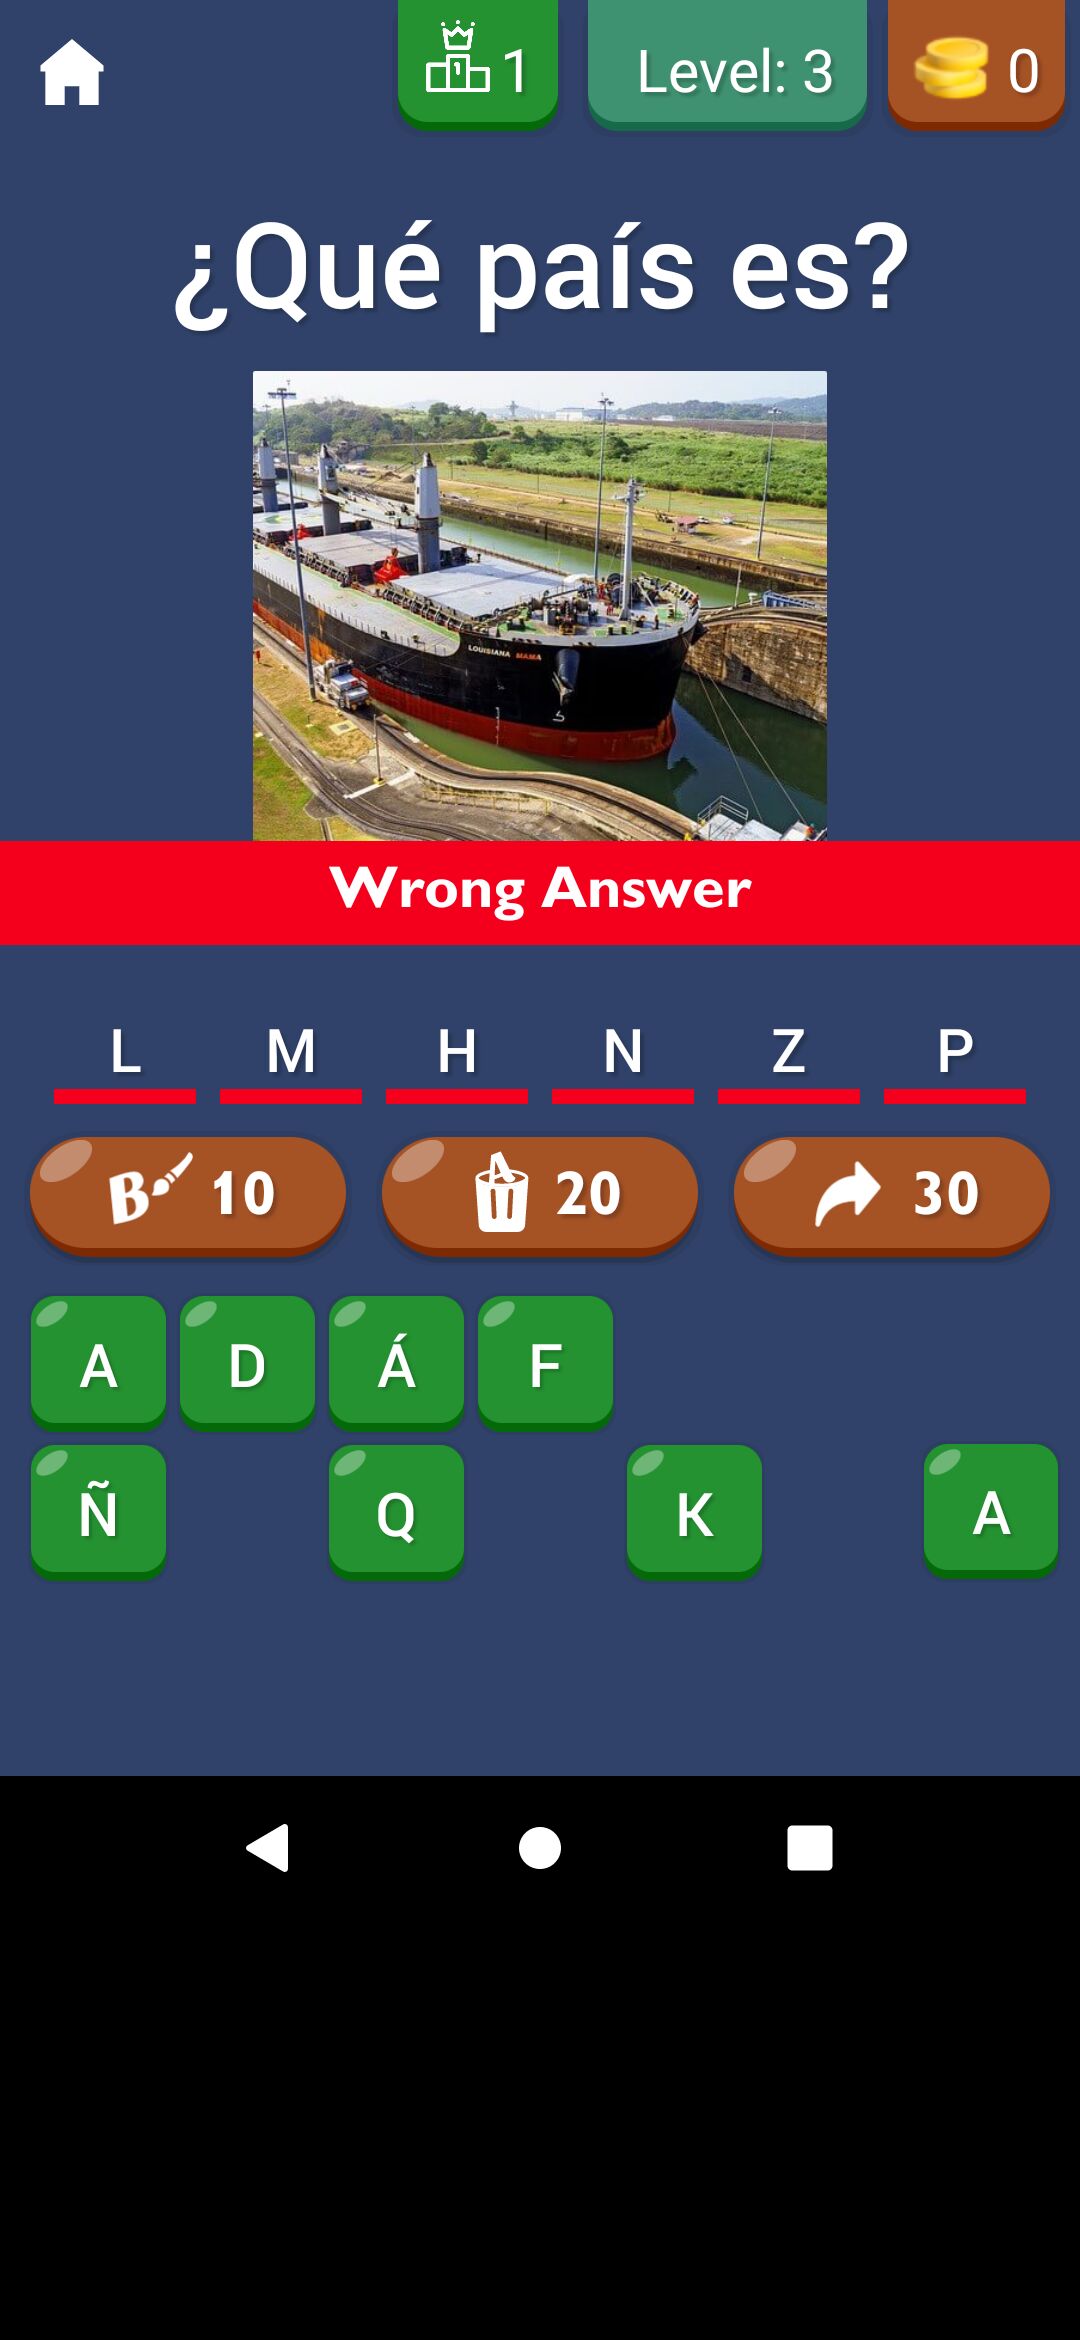 1
Level: 3
0
¿Qué país es?
LOUISIANA MAMA
Wrong Answer
L M H N Z P
B 10
20
30
A D Á F
Ñ Q K A